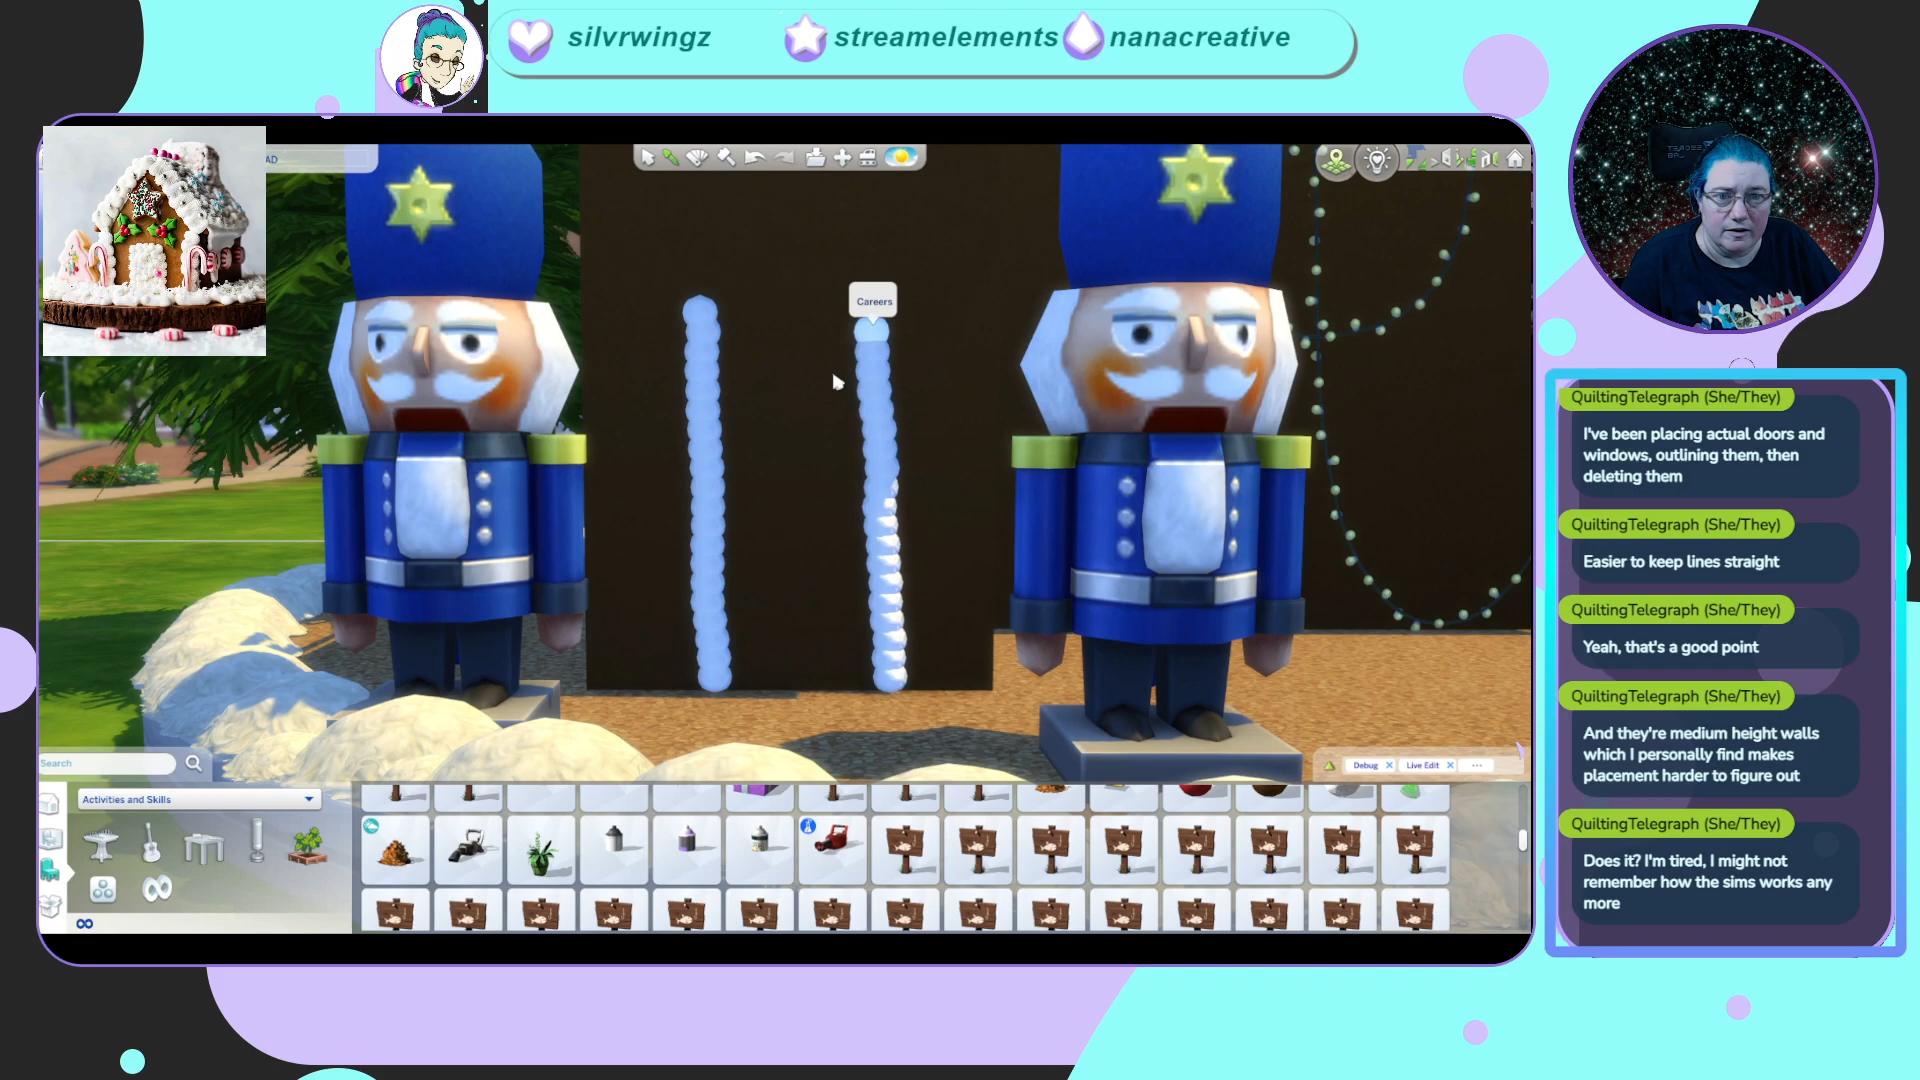 silvrwingz
streamelements
nanacreative
AD
Careers
Search
Debug
Live Edit
Activities and Skills
QuiltingTelegraph (She/They)
I've been placing actual doors and
windows, outlining them, then
deleting them
QuiltingTelegraph (She/They)
Easier to keep lines straight
QuiltingTelegraph (She/They)
Yeah, that's a good point
QuiltingTelegraph (She/They)
And they're medium height walls
which I personally find makes
placement harder to figure out
QuiltingTelegraph (She/They)
Does it? I'm tired, I might not
remember how the sims works any
more